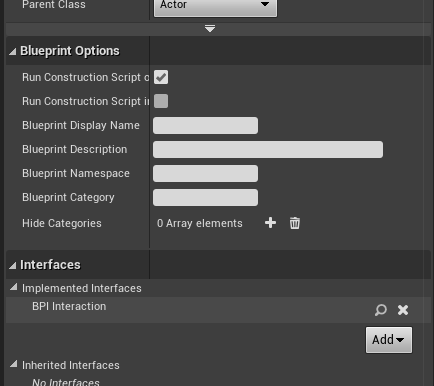 Parent Class
Actor
Blueprint Options
Run Construction Script o
Run Construction Script i
Blueprint Display Name
Blueprint Description
Blueprint Namespace
Blueprint Category
Hide Categories
0 Array elements
Interfaces
Implemented Interfaces
BPI Interaction
Add
Inherited Interfaces
No Interfaces